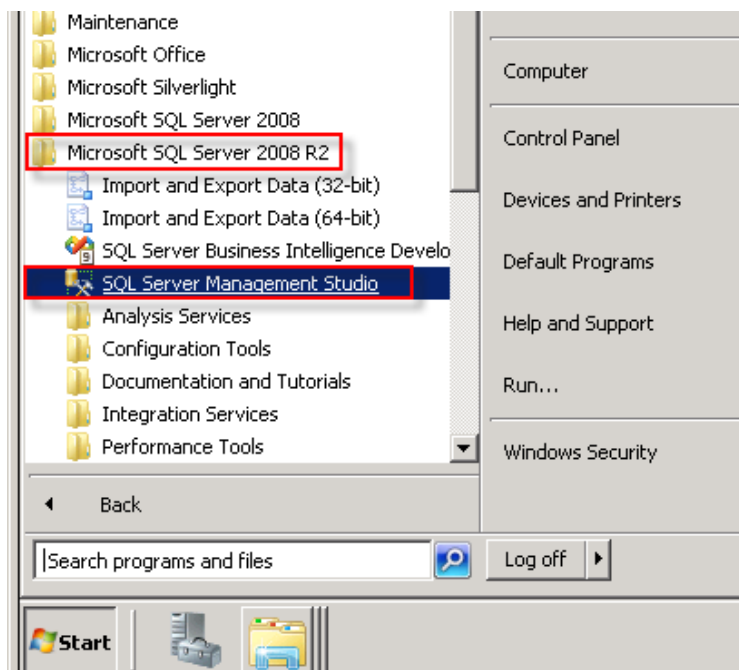 Maintenance
Microsoft Office
Microsoft Silverlight
Microsoft SQL Server 2008
Microsoft SQL Server 2008 R2
Import and Export Data (32-bit)
Import and Export Data (64-bit)
SQL Server Business Intelligence Develo
SQL Server Management Studio
Analysis Services
Configuration Tools
Documentation and Tutorials
Integration Services
Performance Tools
Back
Search programs and files
Computer
Control Panel
Devices and Printers
Default Programs
Help and Support
Run...
Windows Security
Log off
Start